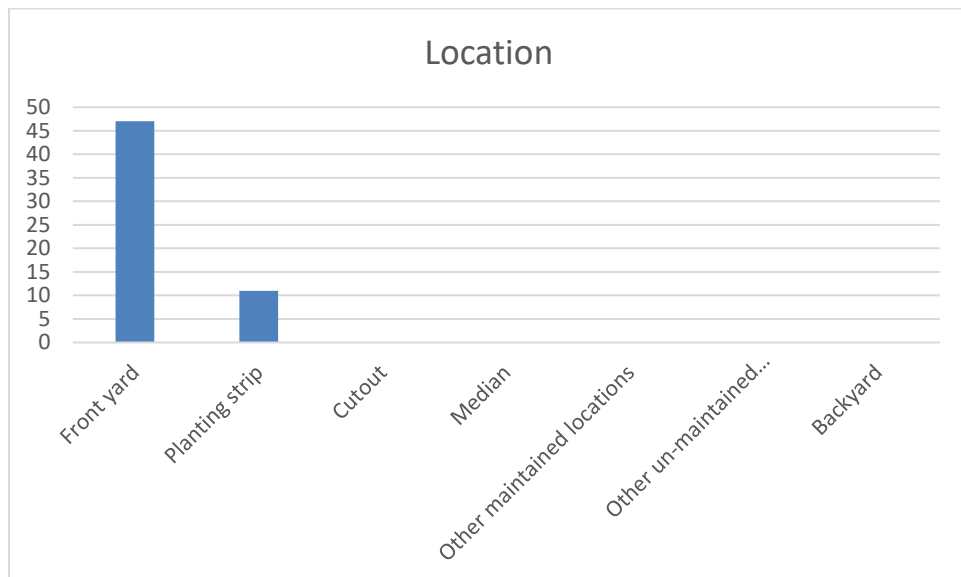 Location
50
45
40
35
30
25
20
15
10
5
0
Front yard
Planting strip
Cutout
Median
Other maintained locations
Other un-maintained...
Backyard